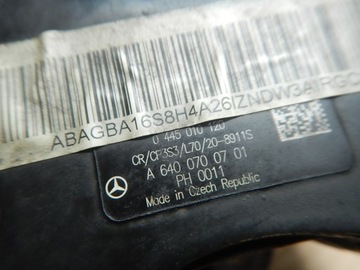 ABAGBA16S8H4A26IZNDW3A
0 445 010 120
CR/CP3S3/L70/20-8911S
A 640 070 07 01
PH 0011
Made in Czech Republic